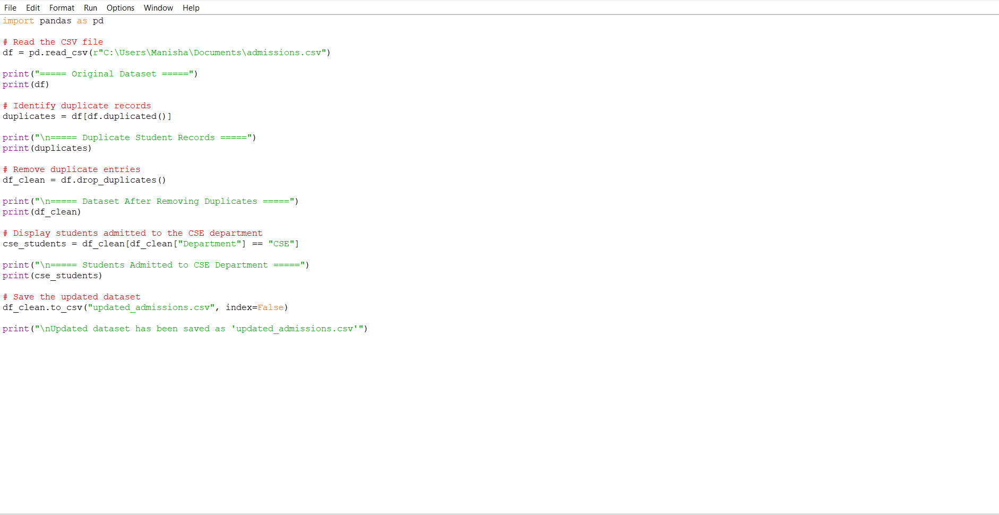 File Edit Format Run Options Window Help
import pandas as pd
# Read the CSV file
df = pd.read_csv(r"C:\Users\Manisha\Documents\admissions.csv")
print("===== Original Dataset =====")
print(df)
# Identify duplicate records
duplicates = df[df.duplicated()]
print("\n===== Duplicate Student Records =====")
print(duplicates)
# Remove duplicate entries
df_clean = df.drop_duplicates()
print("\n===== Dataset After Removing Duplicates =====")
print(df_clean)
# Display students admitted to the CSE department
cse_students = df_clean[df_clean["Department"] == "CSE"]
print("\n===== Students Admitted to CSE Department =====")
print(cse_students)
# Save the updated dataset
df_clean.to_csv("updated_admissions.csv", index=False)
print("\nUpdated dataset has been saved as 'updated_admissions.csv'")